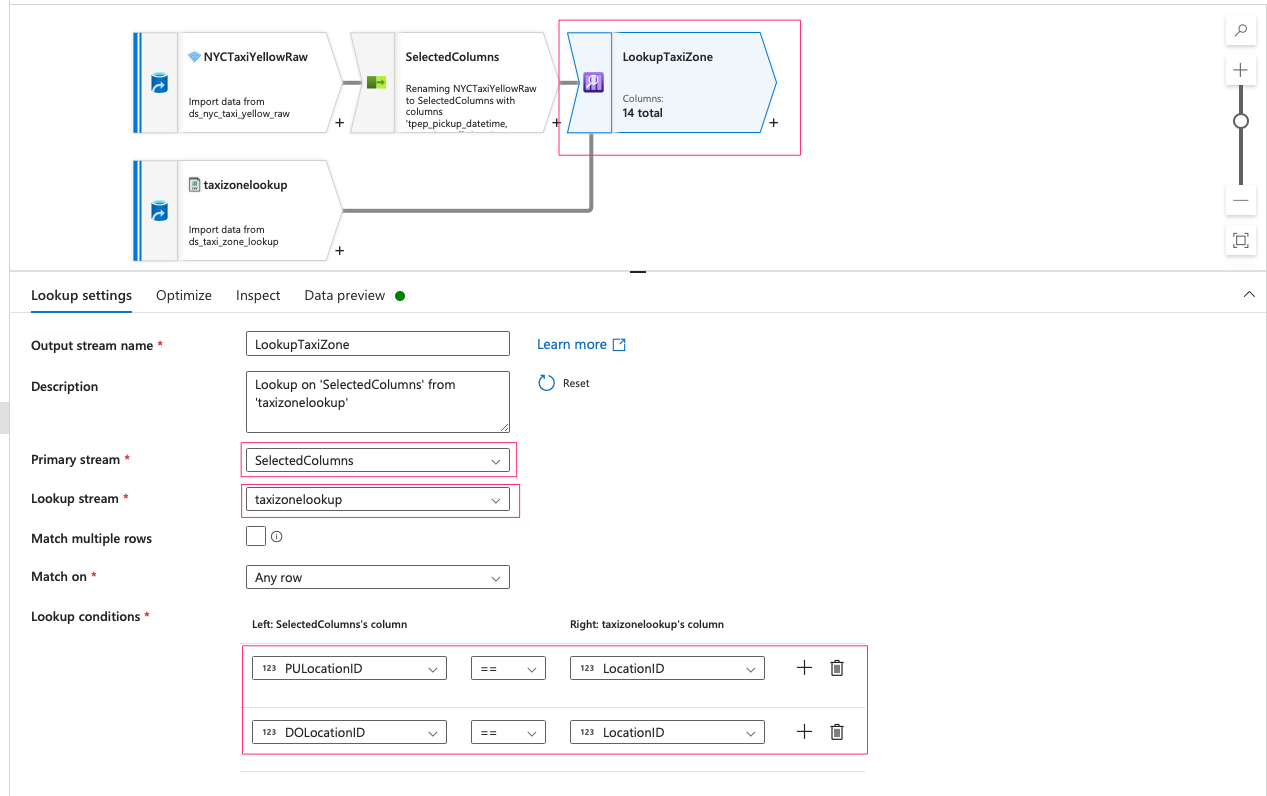 NYCTaxiYellowRaw
Import data from
ds_nyc_taxi_yellow_raw
+
SelectedColumns
Renaming NYCTaxiYellowRaw
to SelectedColumns with
columns
'tpep_pickup_datetime,
+
LookupTaxiZone
Columns:
14 total
+
taxizonelookup
Import data from
ds_taxi_zone_lookup
+
Lookup settings
Optimize
Inspect
Data preview
Output stream name *
LookupTaxiZone
Learn more
Description
Lookup on 'SelectedColumns' from
'taxizonelookup'
Reset
Primary stream *
SelectedColumns
Lookup stream *
taxizonelookup
Match multiple rows
Match on *
Any row
Lookup conditions *
Left: SelectedColumns's column
Right: taxizonelookup's column
123 PULocationID
==
123 LocationID
123 DOLocationID
==
123 LocationID